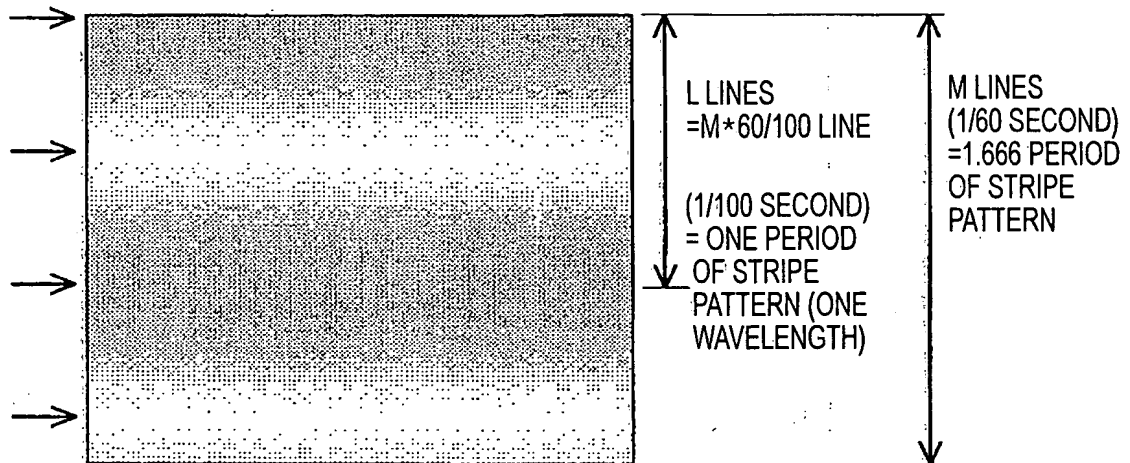 L LINES
=M*60/100 LINE
(1/100 SECOND)
= ONE PERIOD
OF STRIPE
PATTERN (ONE
WAVELENGTH)
M LINES
(1/60 SECOND)
=1.666 PERIOD
OF STRIPE
PATTERN